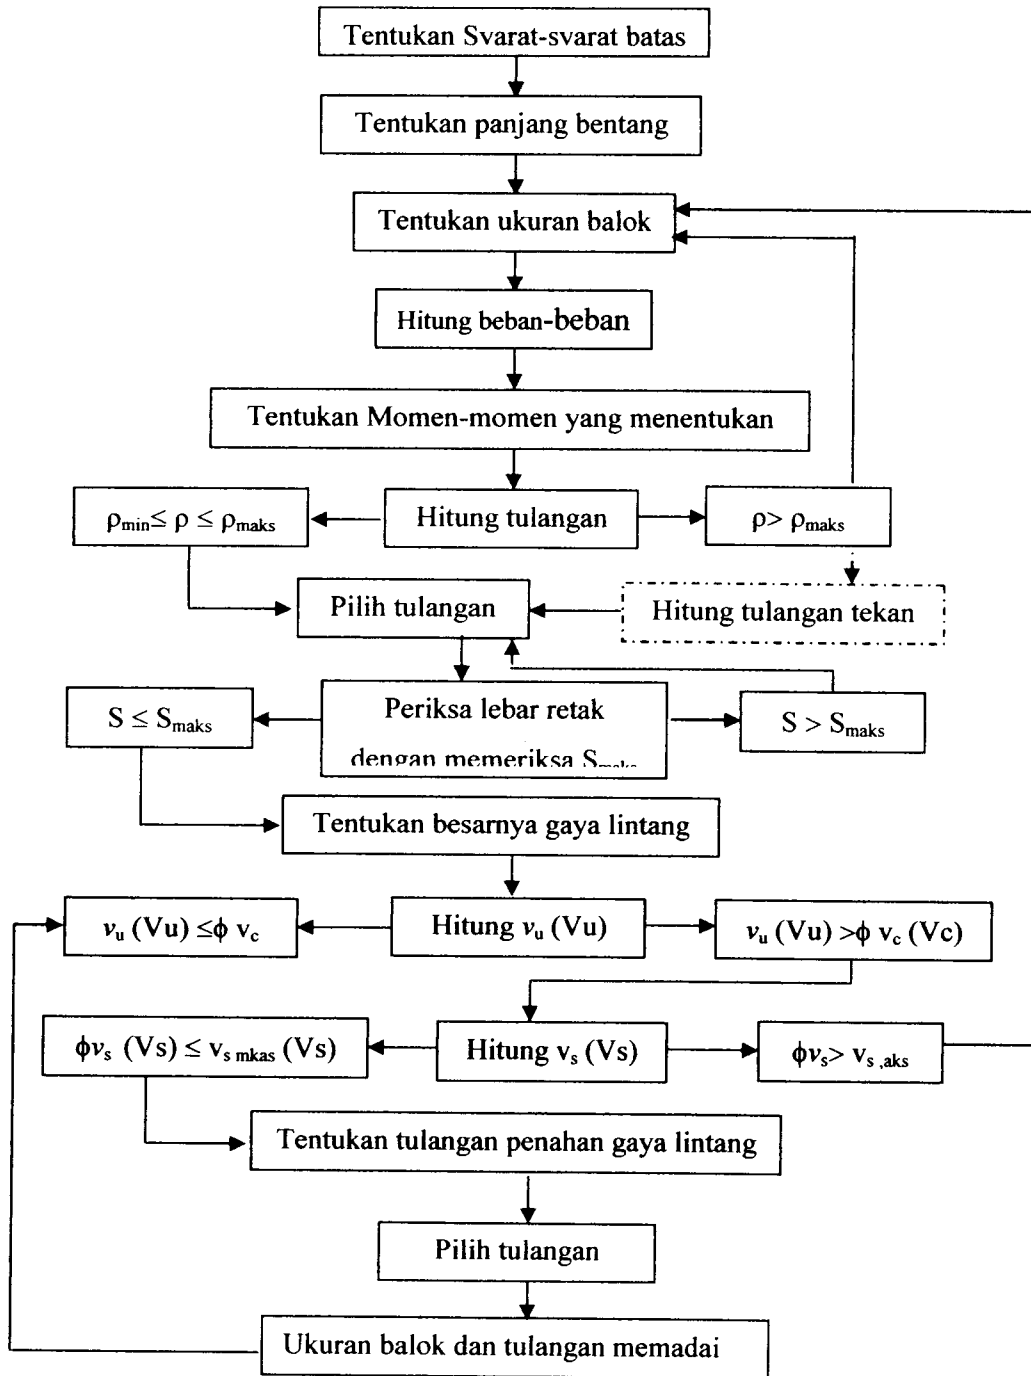 Tentukan Svarat-svarat batas
Tentukan panjang bentang
Tentukan ukuran balok
Hitung beban-beban
Tentukan Momen-momen yang menentukan
ρmin≤ ρ ≤ ρmaks
Hitung tulangan
ρ> ρmaks
Pilih tulangan
Hitung tulangan tekan
S ≤ Smaks
Periksa lebar retak
dengan memeriksa Smaks
S > Smaks
Tentukan besarnya gaya lintang
vu (Vu) ≤ϕ vc
Hitung vu (Vu)
vu (Vu) >ϕ vc (Vc)
ϕvs (Vs) ≤ vs mkas (Vs)
Hitung vs (Vs)
ϕvs> vs ,aks
Tentukan tulangan penahan gaya lintang
Pilih tulangan
Ukuran balok dan tulangan memadai